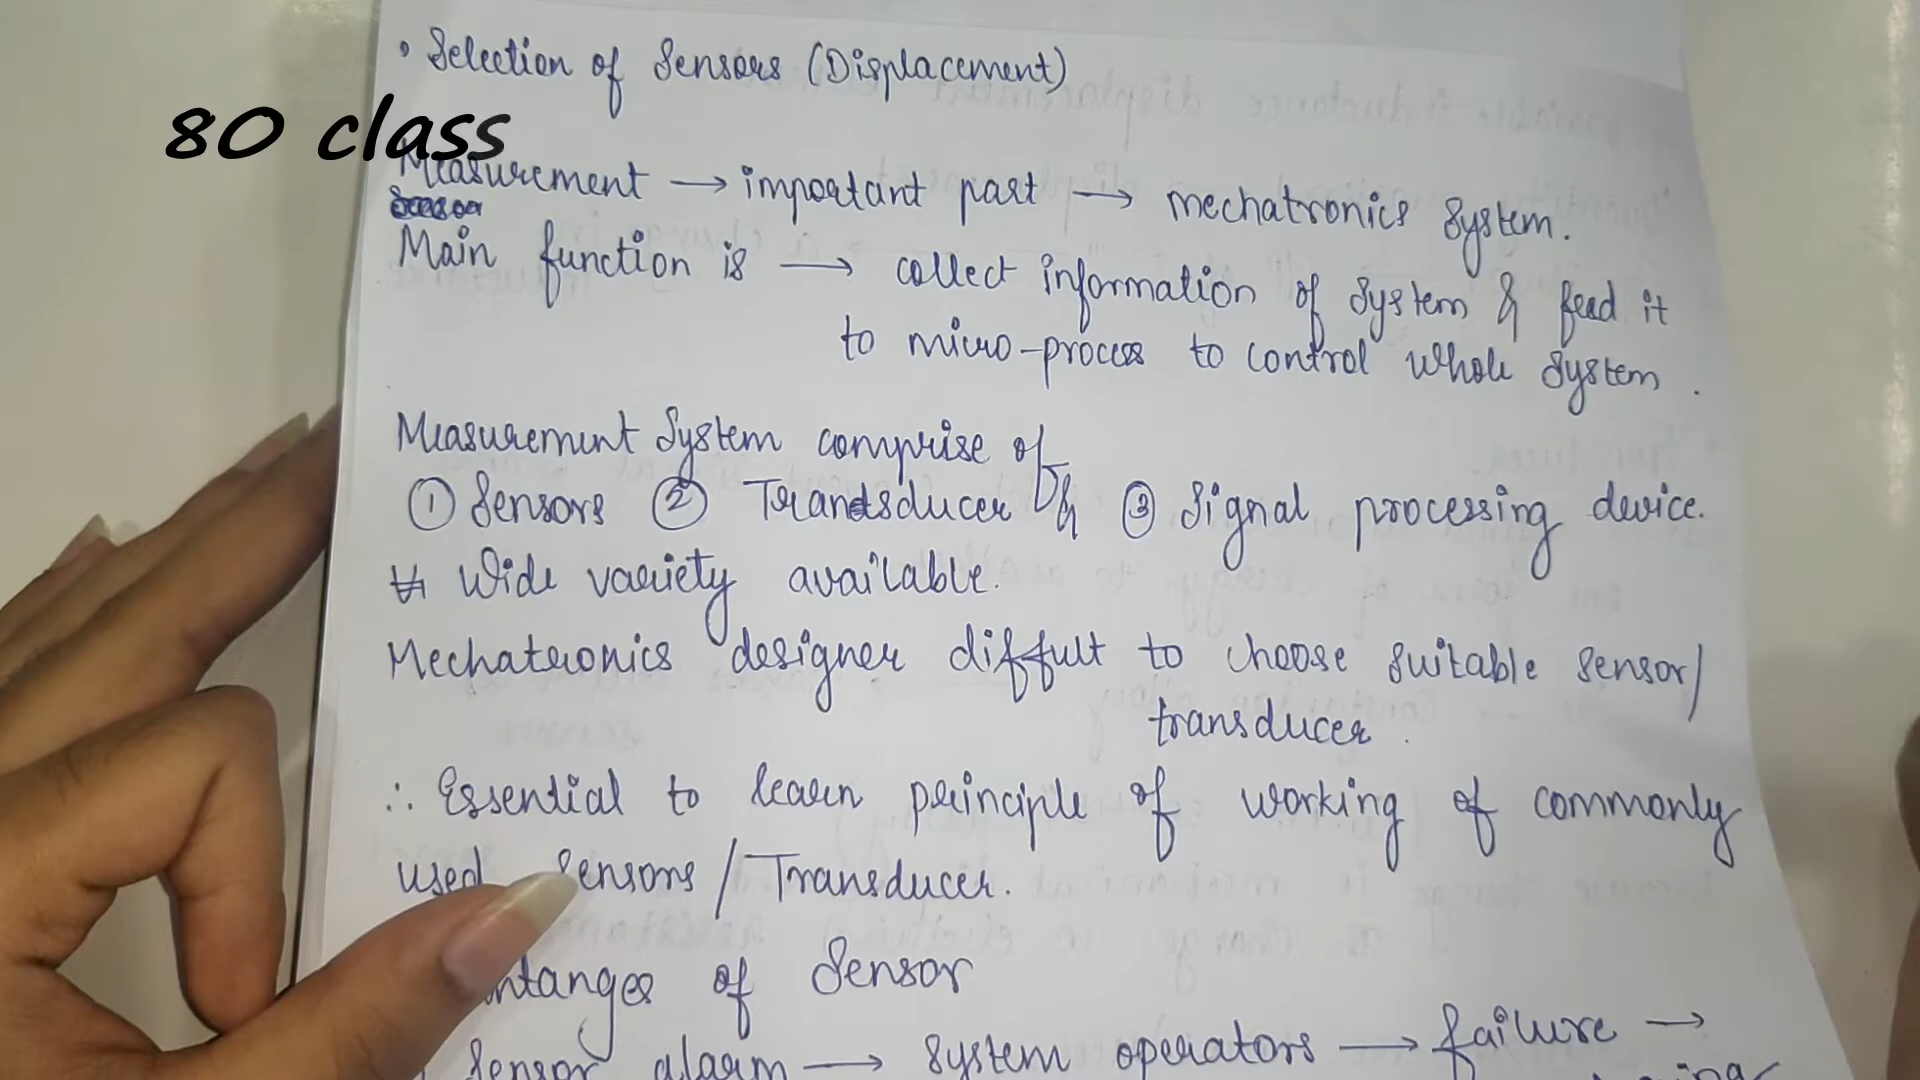 • Selection of Sensors (Displacement)
80 class
Measurement → important part → mechatronics System.
Main function is → collect information of System & feed it
to micro-process to control whole System.
Measurement System comprise of
① Sensors ② Trandsducer & ③ Signal processing device.
Wide variety available.
Mechatronics designer diffult to choose suitable sensor/
transducer.
∴ Essential to learn principle of working of commonly
used Sensors / Transducer.
of Sensor
Sensor alarm → System operators → failure →